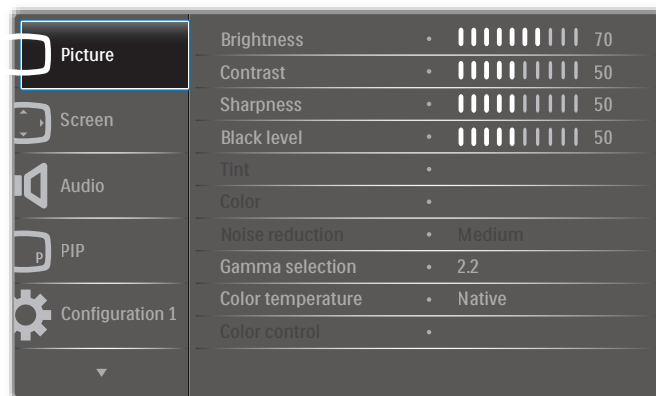 Picture
Screen
Audio
P
PIP
Configuration 1
Brightness • 70
Contrast • 50
Sharpness • 50
Black level • 50
Tint •
Color •
Noise reduction • Medium
Gamma selection • 2.2
Color temperature • Native
Color control •